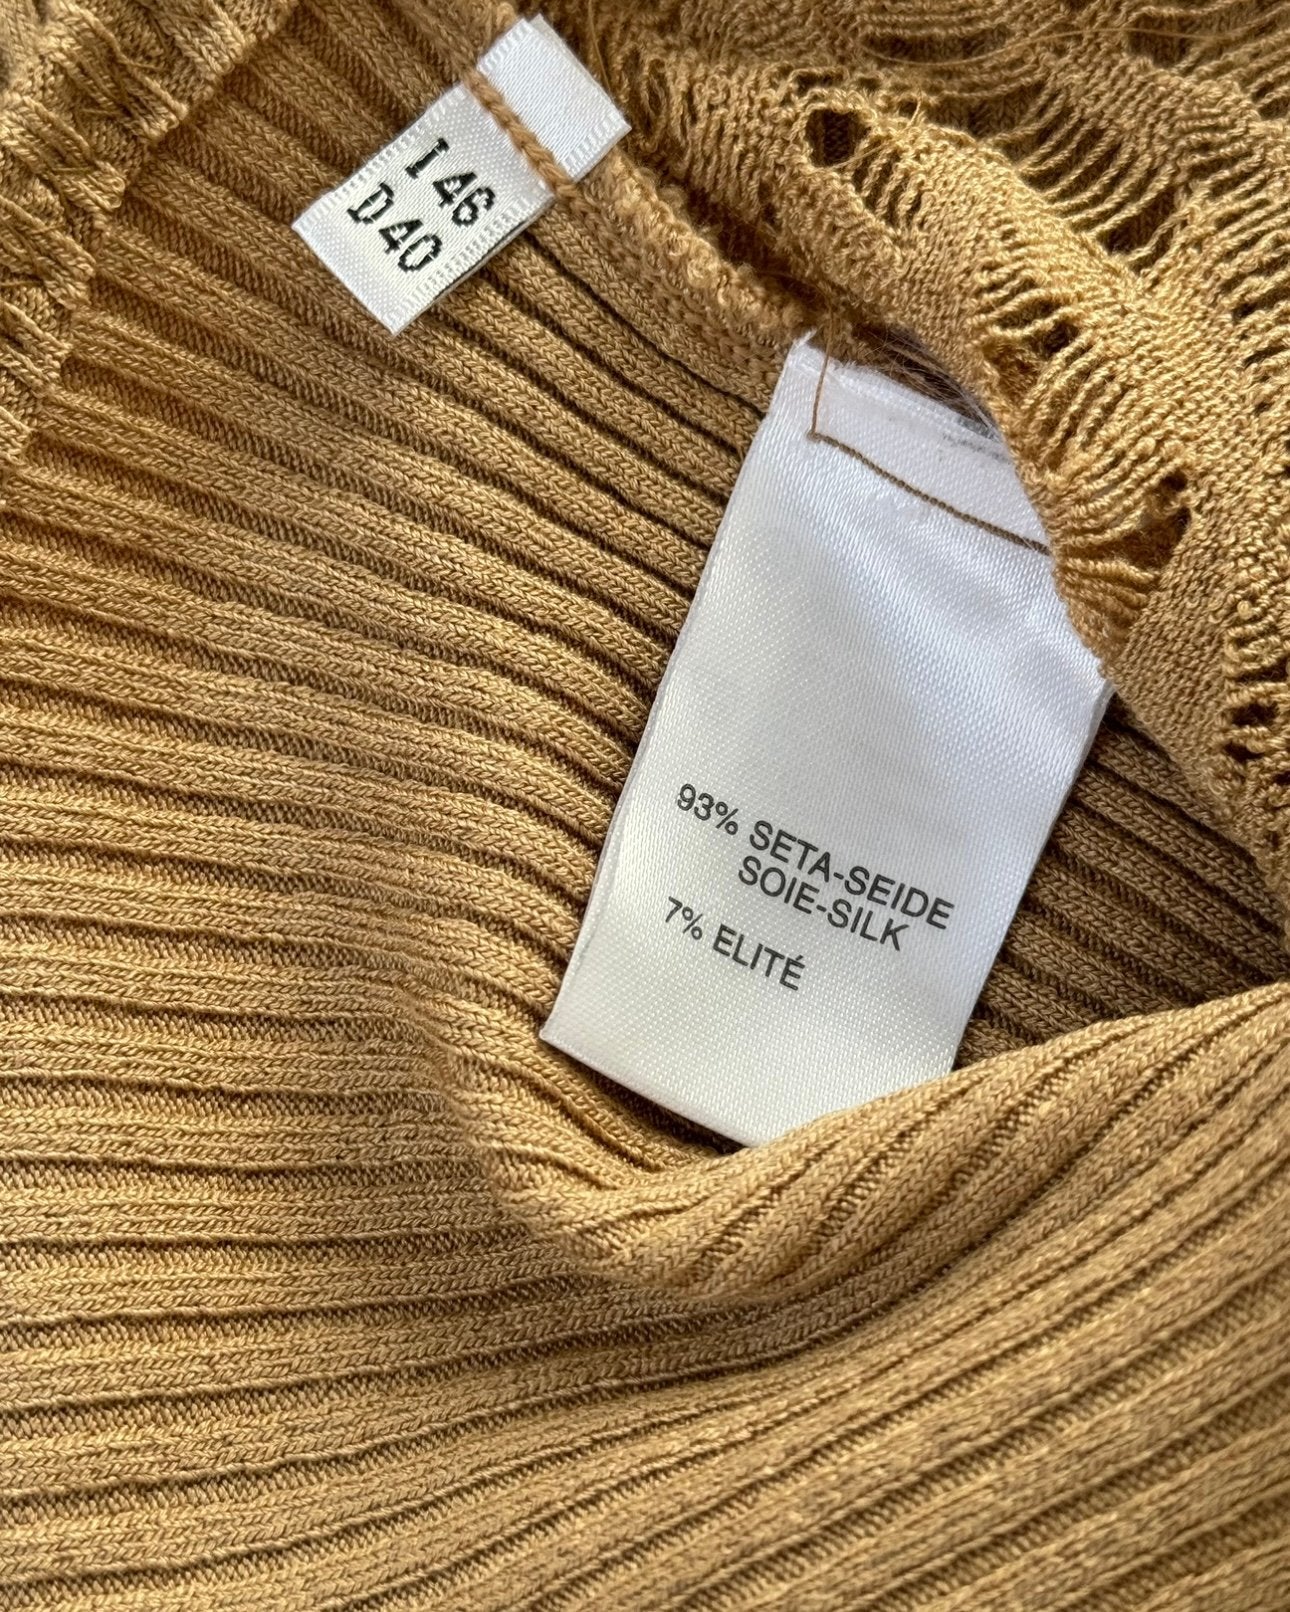 I 46
D 40
93% SETA-SEIDE
SOIE-SILK
7% ELITÉ